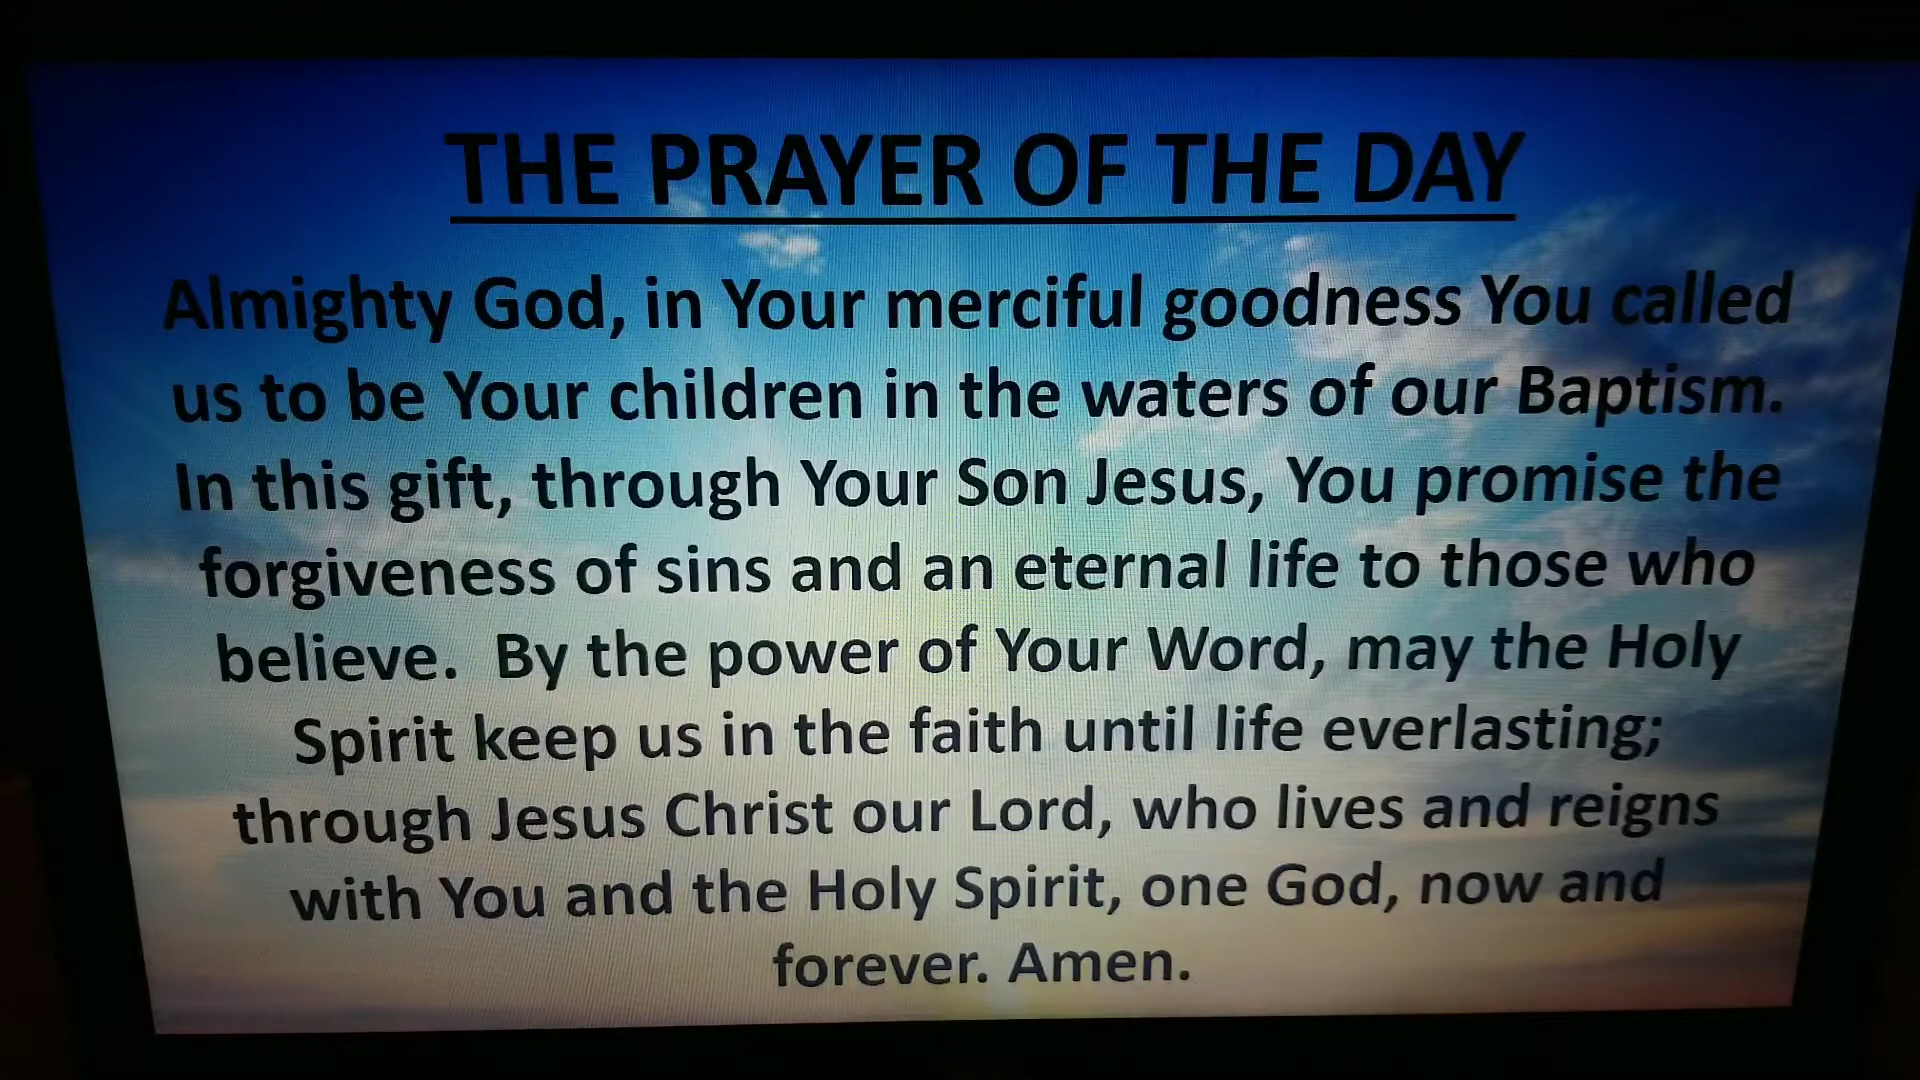 THE PRAYER OF THE DAY
Almighty God, in Your merciful goodness You called
us to be Your children in the waters of our Baptism.
In this gift, through Your Son Jesus, You promise the
forgiveness of sins and an eternal life to those who
believe.  By the power of Your Word, may the Holy
Spirit keep us in the faith until life everlasting;
through Jesus Christ our Lord, who lives and reigns
with You and the Holy Spirit, one God, now and
forever. Amen.